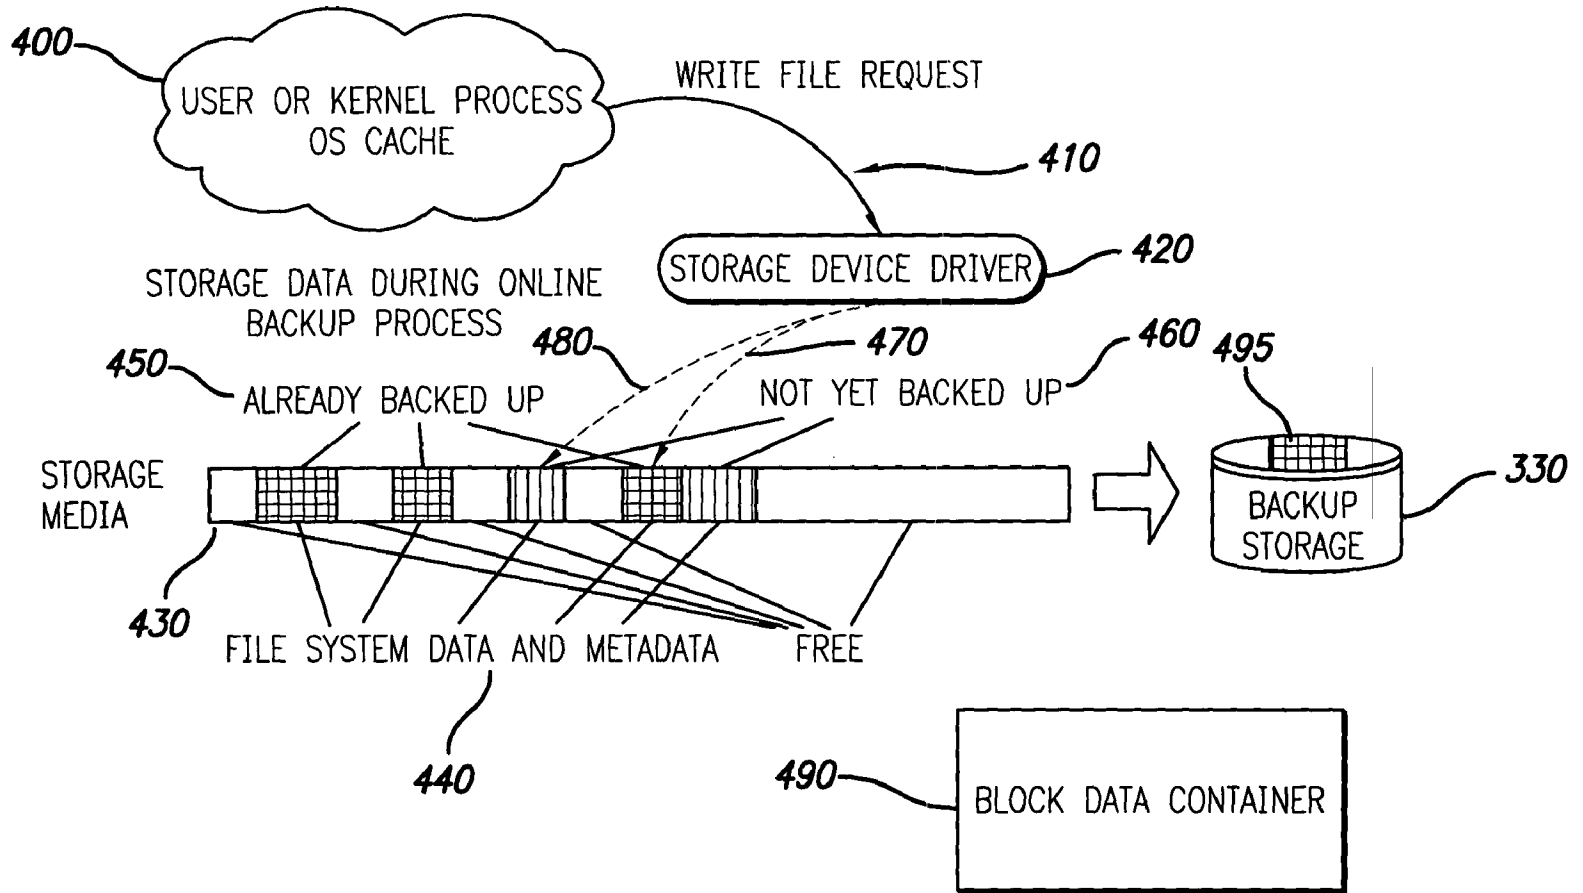 400
USER OR KERNEL PROCESS
OS CACHE
WRITE FILE REQUEST
410
STORAGE DEVICE DRIVER
420
STORAGE DATA DURING ONLINE
BACKUP PROCESS
480
470
460
495
450
ALREADY BACKED UP
NOT YET BACKED UP
STORAGE
MEDIA
BACKUP
STORAGE
330
430
FILE SYSTEM DATA AND METADATA
FREE
440
490
BLOCK DATA CONTAINER